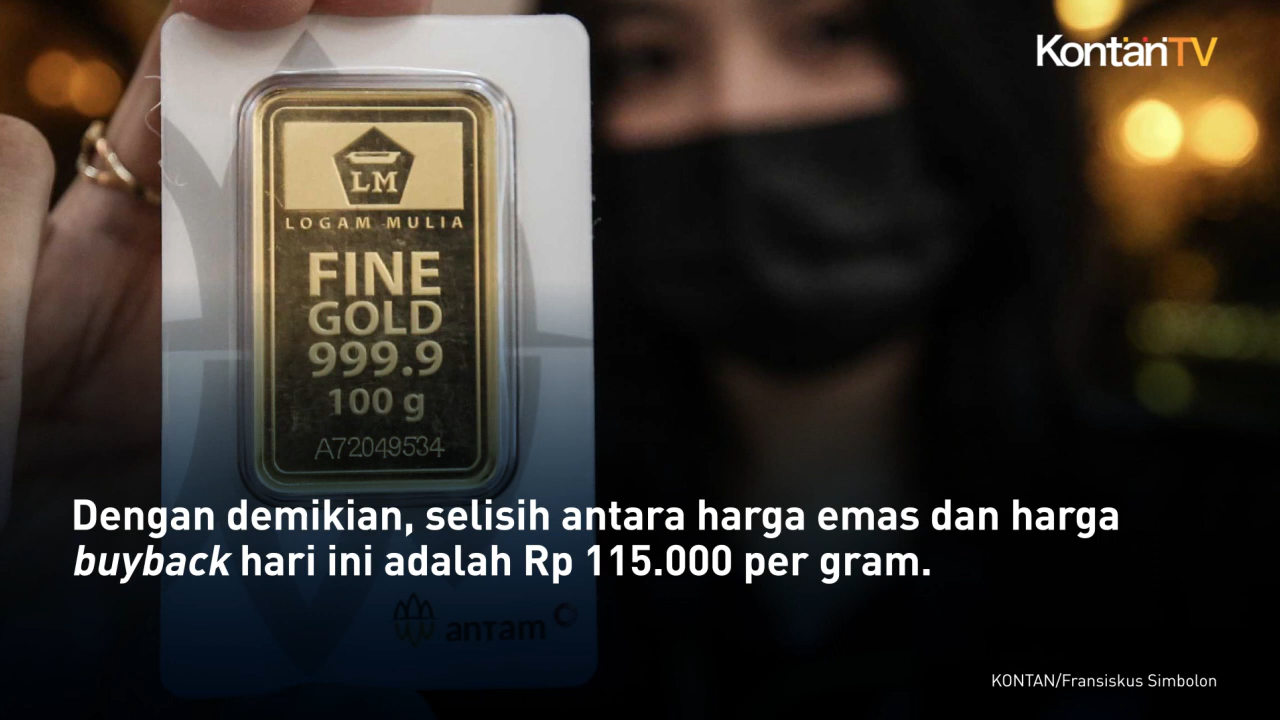 KontanTV
LM
LOGAM MULIA
FINE
GOLD
999.9
100 g
A72049534
Dengan demikian, selisih antara harga emas dan harga
buyback hari ini adalah Rp 115.000 per gram.
antam
KONTAN/Fransiskus Simbolon